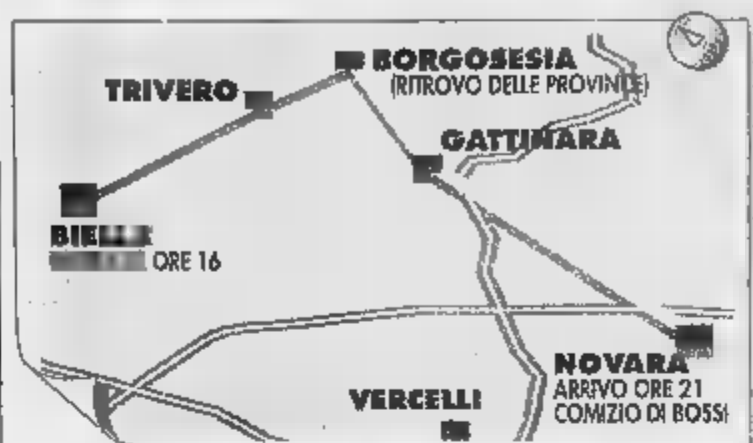 BORGOSESIA
(RITROVO DELLE PROVINCE)
TRIVERO
GATTINARA
ORE 16
NOVARA
ARRIVO ORE 21
COMIZIO DI BOSSI
VERCELLI